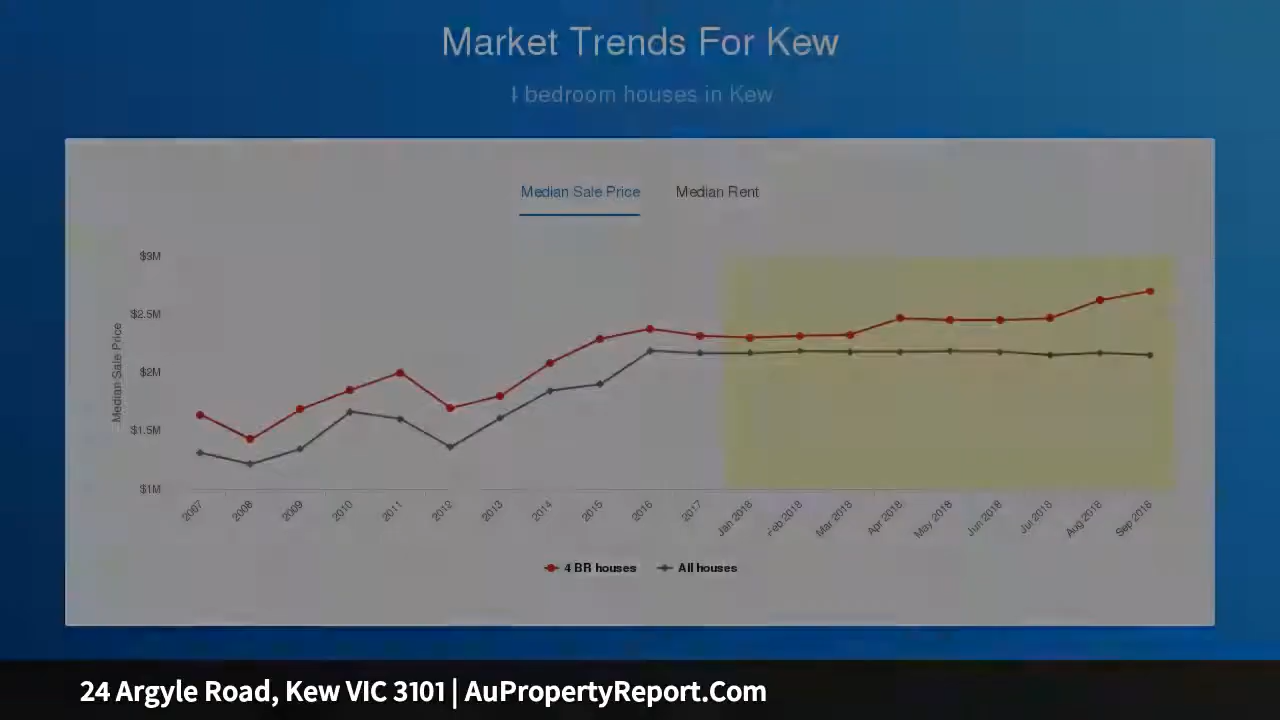 Market Trends For Kew
4 bedroom houses in Kew
Median Sale Price Median Rent
Median Sale Price
$3M
$2.5M
$2M
$1.5M
$1M
2007 2008 2009 2010 2011 2012 2013 2014 2015 2016 2017 Jan 2018 Feb 2018 Mar 2018 Apr 2018 May 2018 Jun 2018 Jul 2018 Aug 2018 Sep 2018
4 BR houses All houses
24 Argyle Road, Kew VIC 3101 | AuPropertyReport.Com